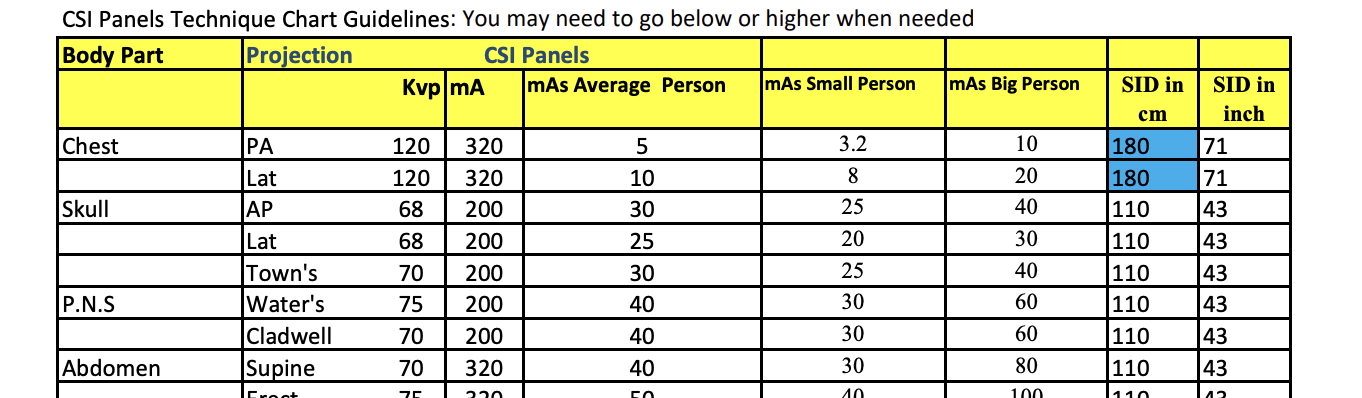 CSI Panels Technique Chart Guidelines: You may need to go below or higher when needed
Body Part Projection CSI Panels
Kvp mA mAs Average Person mAs Small Person mAs Big Person SID in cm SID in inch
Chest PA 120 320 5 3.2 10 180 71
Lat 120 320 10 8 20 180 71
Skull AP 68 200 30 25 40 110 43
Lat 68 200 25 20 30 110 43
Town's 70 200 30 25 40 110 43
P.N.S Water's 75 200 40 30 60 110 43
Cladwell 70 200 40 30 60 110 43
Abdomen Supine 70 320 40 30 80 110 43